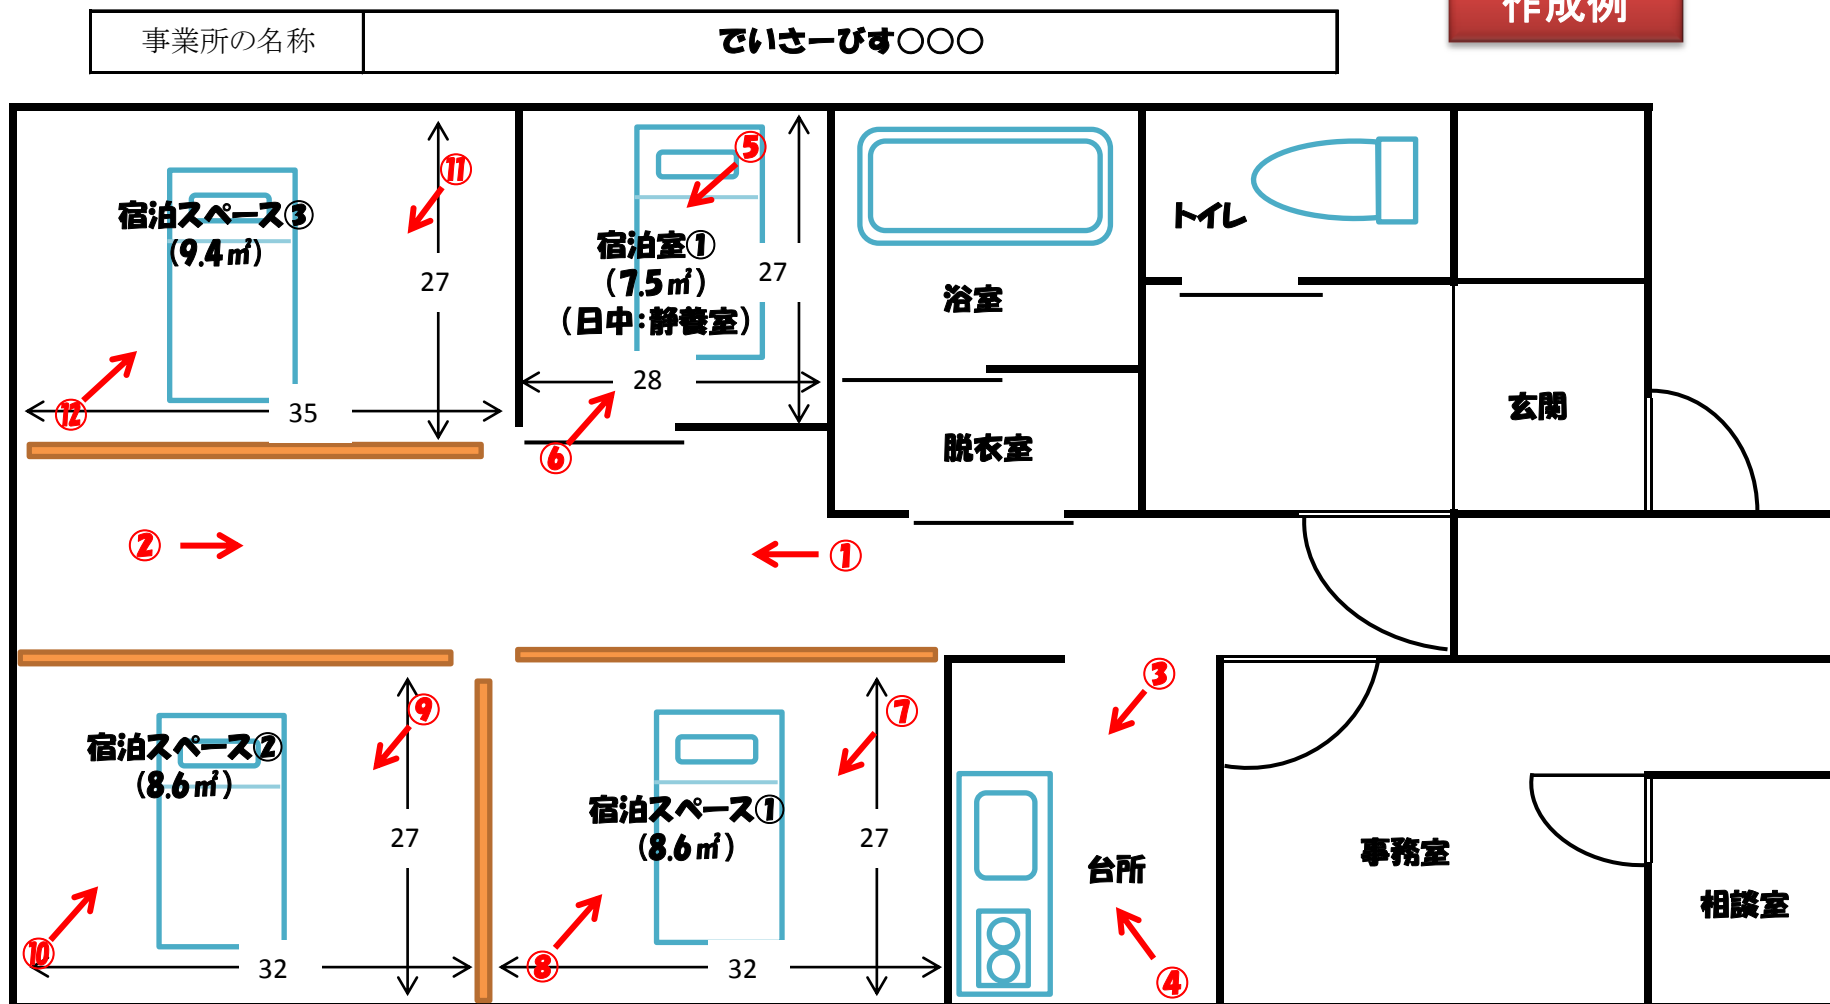 作成例
事業所の名称
でいさーびす○○○
⑤
⑪
宿泊スペース③
(9.4㎡)
27
宿泊室①
(7.5㎡)
(日中:静養室)
27
トイレ
浴室
28
35
⑫
⑥
脱衣室
玄関
②
①
③
⑨
⑦
宿泊スペース②
(8.6㎡)
宿泊スペース①
(8.6㎡)
27
27
台所
事務室
相談室
⑩
32
⑧
32
④